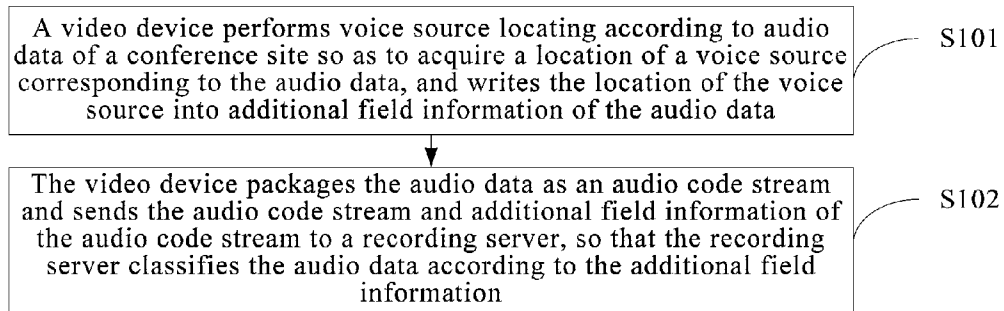 A video device performs voice source locating according to audio
data of a conference site so as to acquire a location of a voice source
corresponding to the audio data, and writes the location of the voice
source into additional field information of the audio data
S101
The video device packages the audio data as an audio code stream
and sends the audio code stream and additional field information of
the audio code stream to a recording server, so that the recording
server classifies the audio data according to the additional field
information
S102